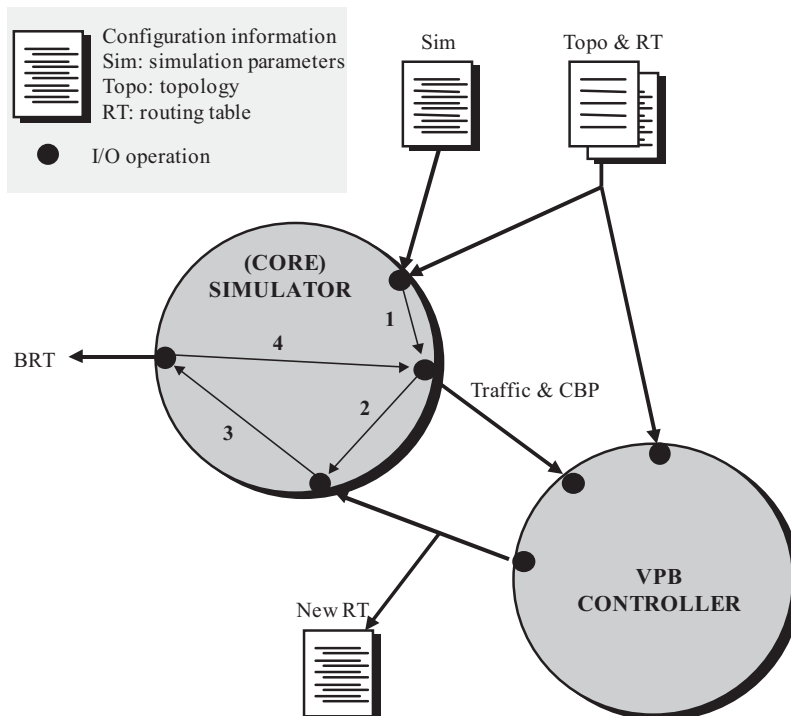 Configuration information
Sim: simulation parameters
Topo: topology
RT: routing table
I/O operation
Sim
Topo & RT
(CORE)
SIMULATOR
1
4
BRT
2
Traffic & CBP
3
VPB
CONTROLLER
New RT